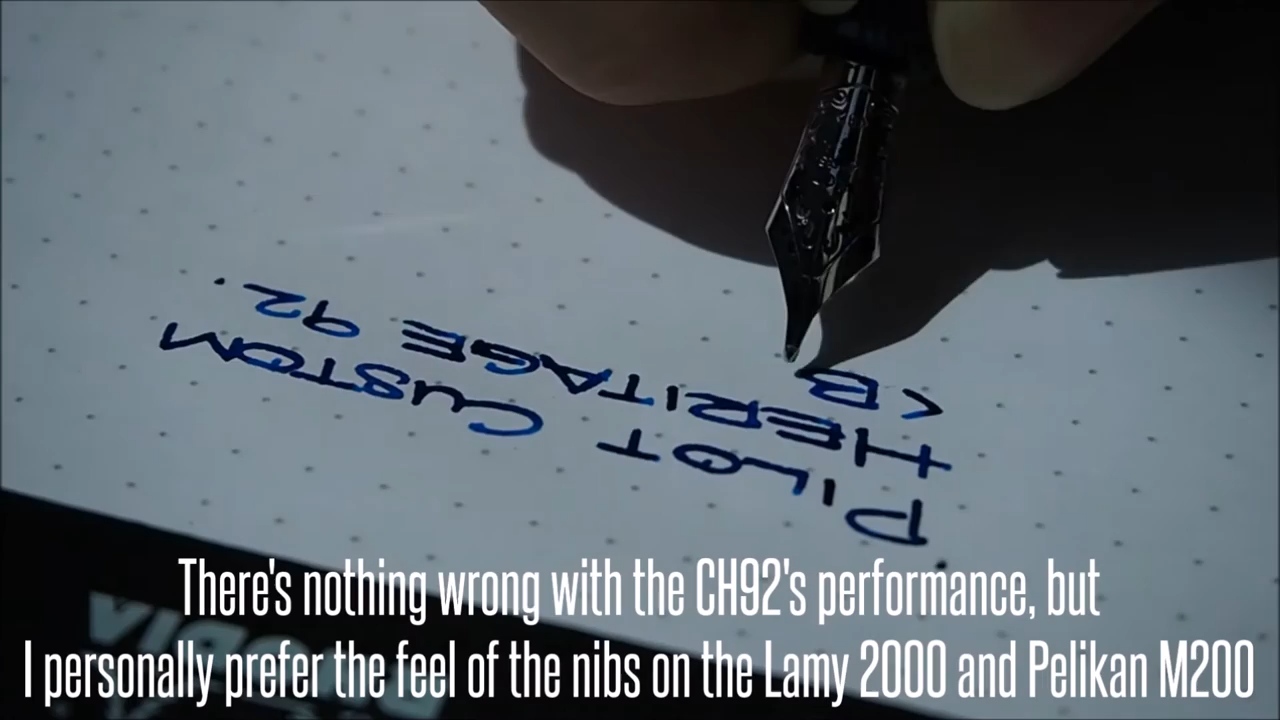 PILOT CUSTOM
HERITAGE 92.
<B
There's nothing wrong with the CH92's performance, but
I personally prefer the feel of the nibs on the Lamy 2000 and Pelikan M200